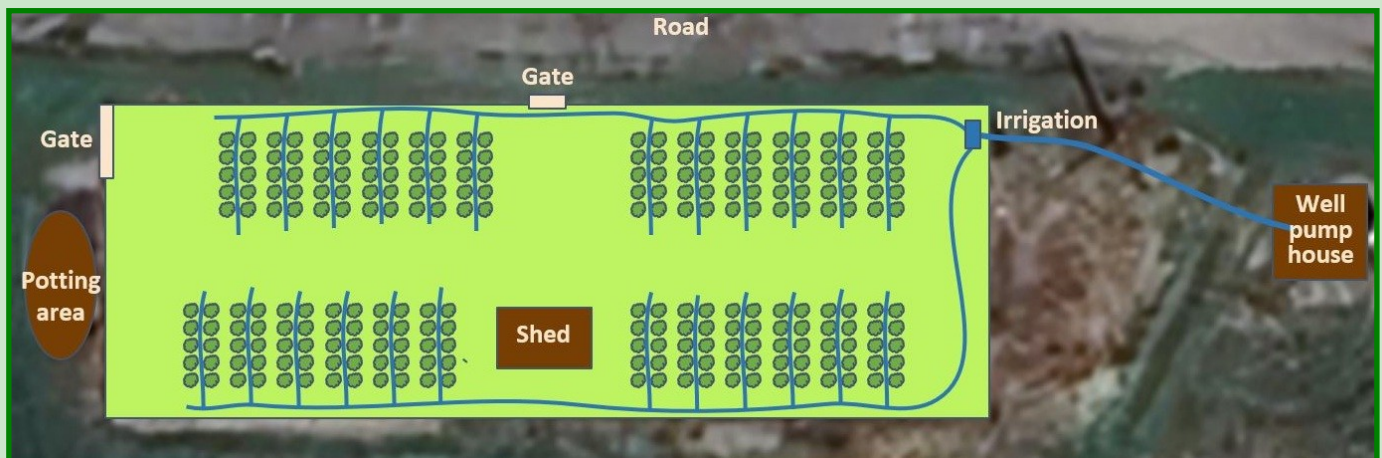 Road
Gate
Gate
Irrigation
Well
pump
house
Potting
area
Shed